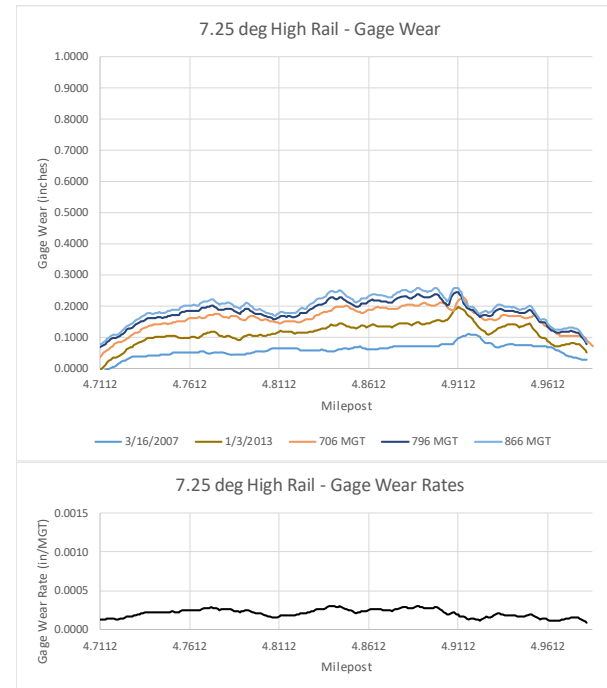 7.25 deg High Rail - Gage Wear
1.0000
0.9000
0.8000
0.7000
0.6000
0.5000
0.4000
0.3000
0.2000
0.1000
0.0000
Gage Wear (inches)
4.7112 4.7612 4.8112 4.8612 4.9112 4.9612
Milepost
3/16/2007 1/3/2013 706 MGT 796 MGT 866 MGT
7.25 deg High Rail - Gage Wear Rates
0.0015
0.0010
0.0005
0.0000
Gage Wear Rate (in/MGT)
4.7112 4.7612 4.8112 4.8612 4.9112 4.9612
Milepost